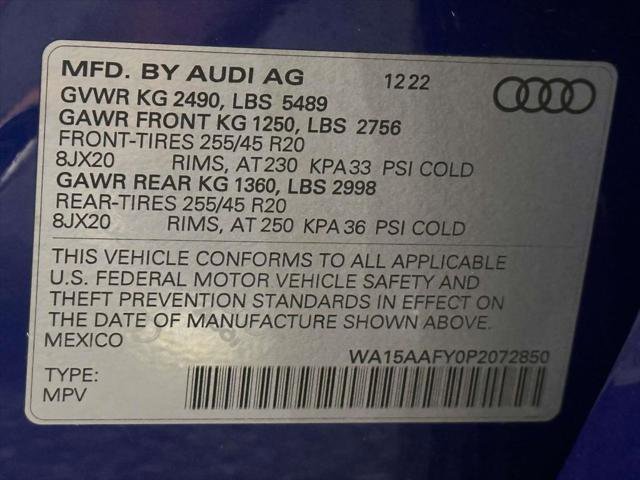 MFD. BY AUDI AG 12 22
GVWR KG 2490, LBS 5489
GAWR FRONT KG 1250, LBS 2756
FRONT-TIRES 255/45 R20
8JX20 RIMS, AT 230 KPA 33 PSI COLD
GAWR REAR KG 1360, LBS 2998
REAR-TIRES 255/45 R20
8JX20 RIMS, AT 250 KPA 36 PSI COLD
THIS VEHICLE CONFORMS TO ALL APPLICABLE
U.S. FEDERAL MOTOR VEHICLE SAFETY AND
THEFT PREVENTION STANDARDS IN EFFECT ON
THE DATE OF MANUFACTURE SHOWN ABOVE.
MEXICO
WA15AAFY0P2072850
TYPE:
MPV